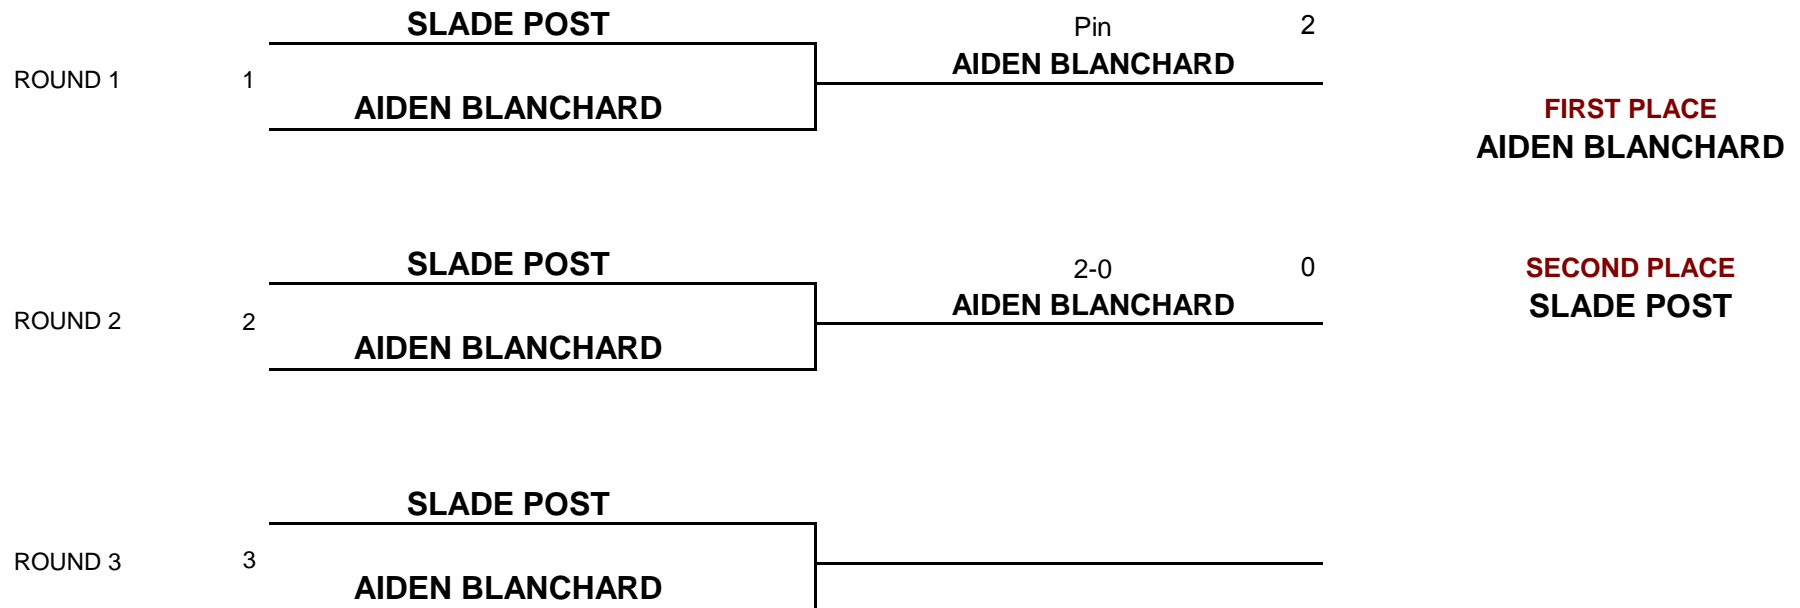 SLADE POST
Pin 2
AIDEN BLANCHARD
ROUND 1 1
AIDEN BLANCHARD
FIRST PLACE
AIDEN BLANCHARD
SLADE POST
2-0 0
AIDEN BLANCHARD
ROUND 2 2
AIDEN BLANCHARD
SECOND PLACE
SLADE POST
SLADE POST
ROUND 3 3
AIDEN BLANCHARD